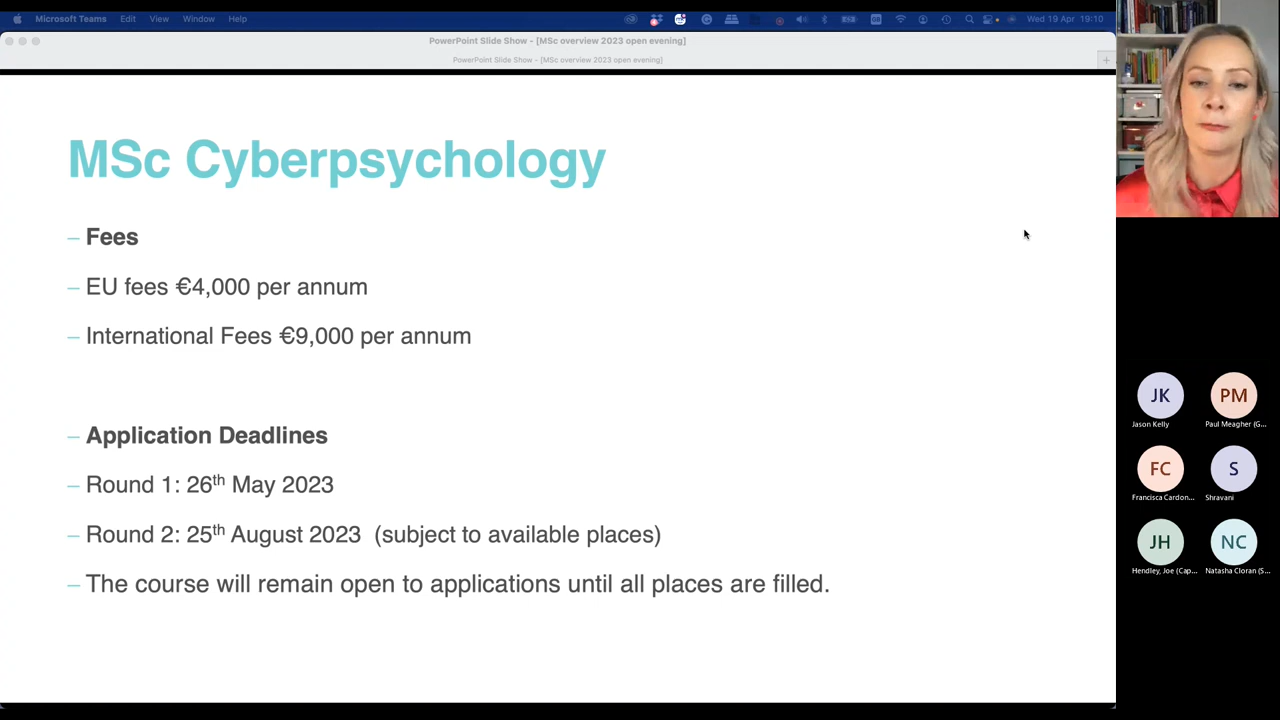 Microsoft Teams Edit View Window Help Wed 19 Apr 19:10
PowerPoint Slide Show - [MSc overview 2023 open evening]
PowerPoint Slide Show - [MSc overview 2023 open evening]
MSc Cyberpsychology
– Fees
– EU fees €4,000 per annum
– International Fees €9,000 per annum
– Application Deadlines
– Round 1: 26th May 2023
– Round 2: 25th August 2023 (subject to available places)
– The course will remain open to applications until all places are filled.
JK PM
Jason Kelly Paul Meagher (G...
FC S
Francisca Cardon... Shravani
JH NC
Hendley, Joe (Cap... Natasha Cloran (S...